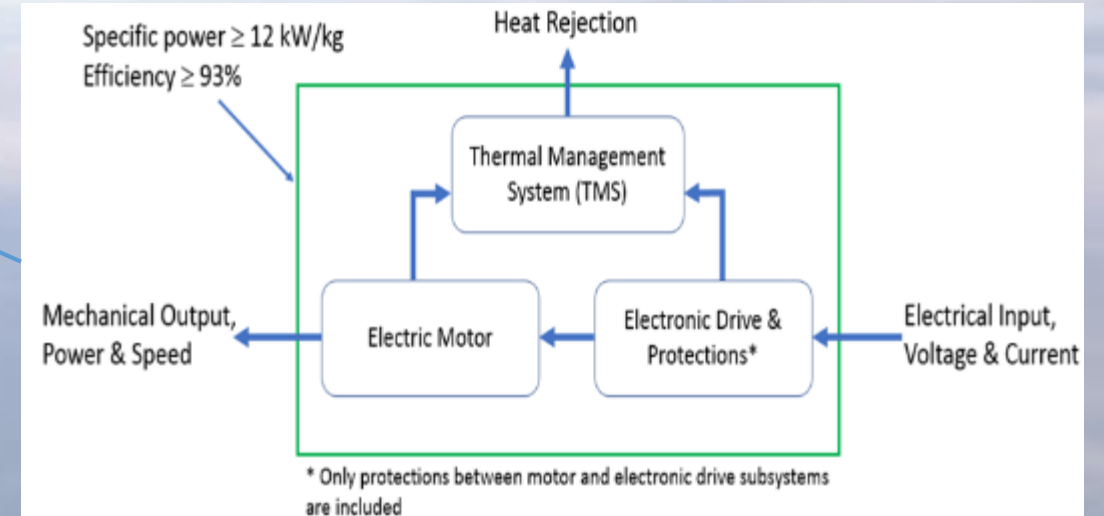 Specific power ≥ 12 kW/kg
Efficiency ≥ 93%
Heat Rejection
Thermal Management
System (TMS)
Mechanical Output,
Power & Speed
Electric Motor
Electronic Drive &
Protections*
Electrical Input,
Voltage & Current
* Only protections between motor and electronic drive subsystems
are included